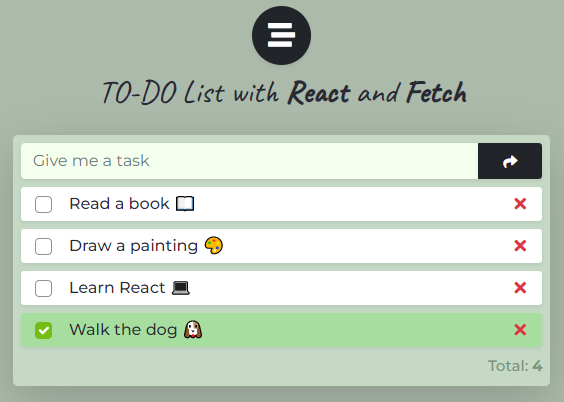 TO-DO List with React and Fetch
Give me a task
Read a book 📖
Draw a painting 🎨
Learn React 💻
Walk the dog 🐶
Total: 4